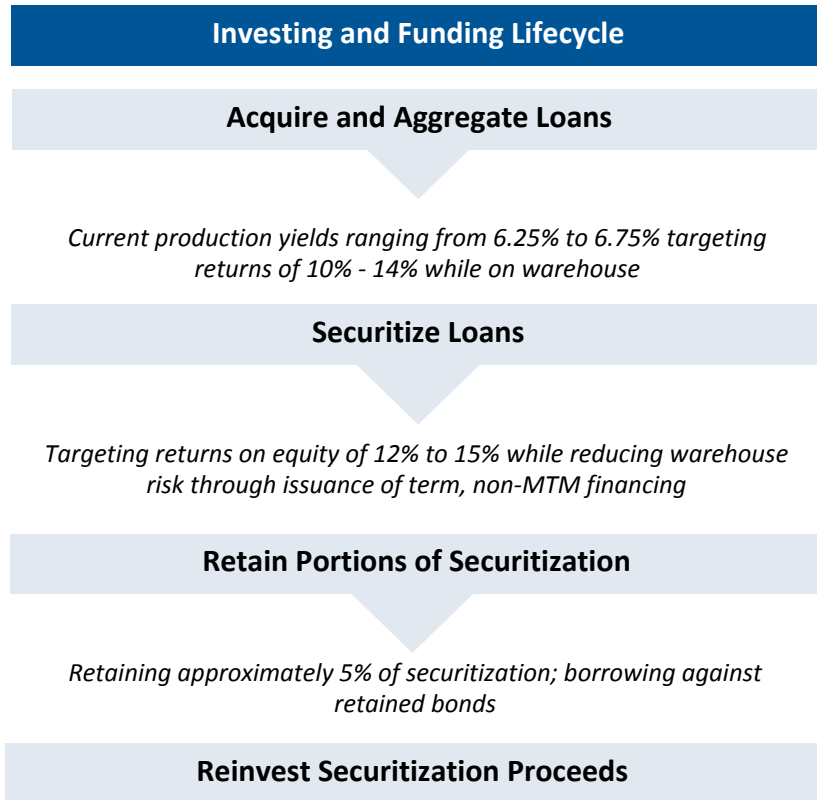 Investing and Funding Lifecycle
Acquire and Aggregate Loans
Current production yields ranging from 6.25% to 6.75% targeting
returns of 10% - 14% while on warehouse
Securitize Loans
Targeting returns on equity of 12% to 15% while reducing warehouse
risk through issuance of term, non-MTM financing
Retain Portions of Securitization
Retaining approximately 5% of securitization; borrowing against
retained bonds
Reinvest Securitization Proceeds